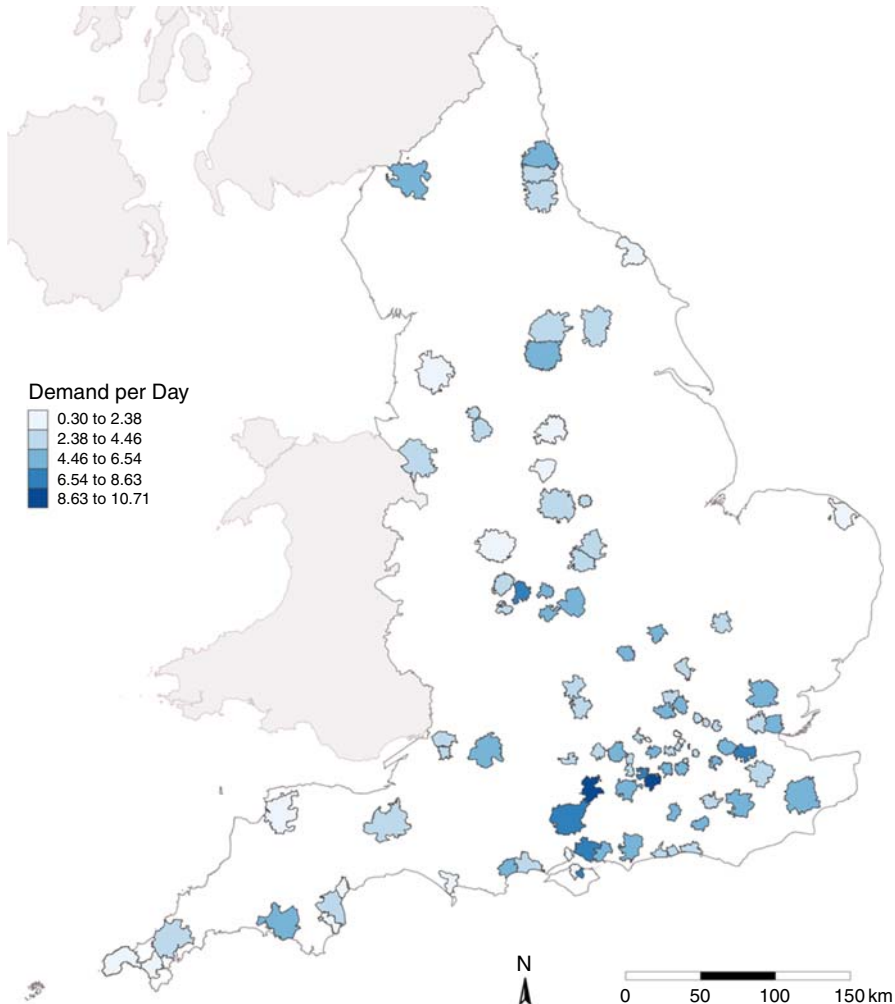 Demand per Day
0.30 to 2.38
2.38 to 4.46
4.46 to 6.54
6.54 to 8.63
8.63 to 10.71
N
0 50 100 150 km